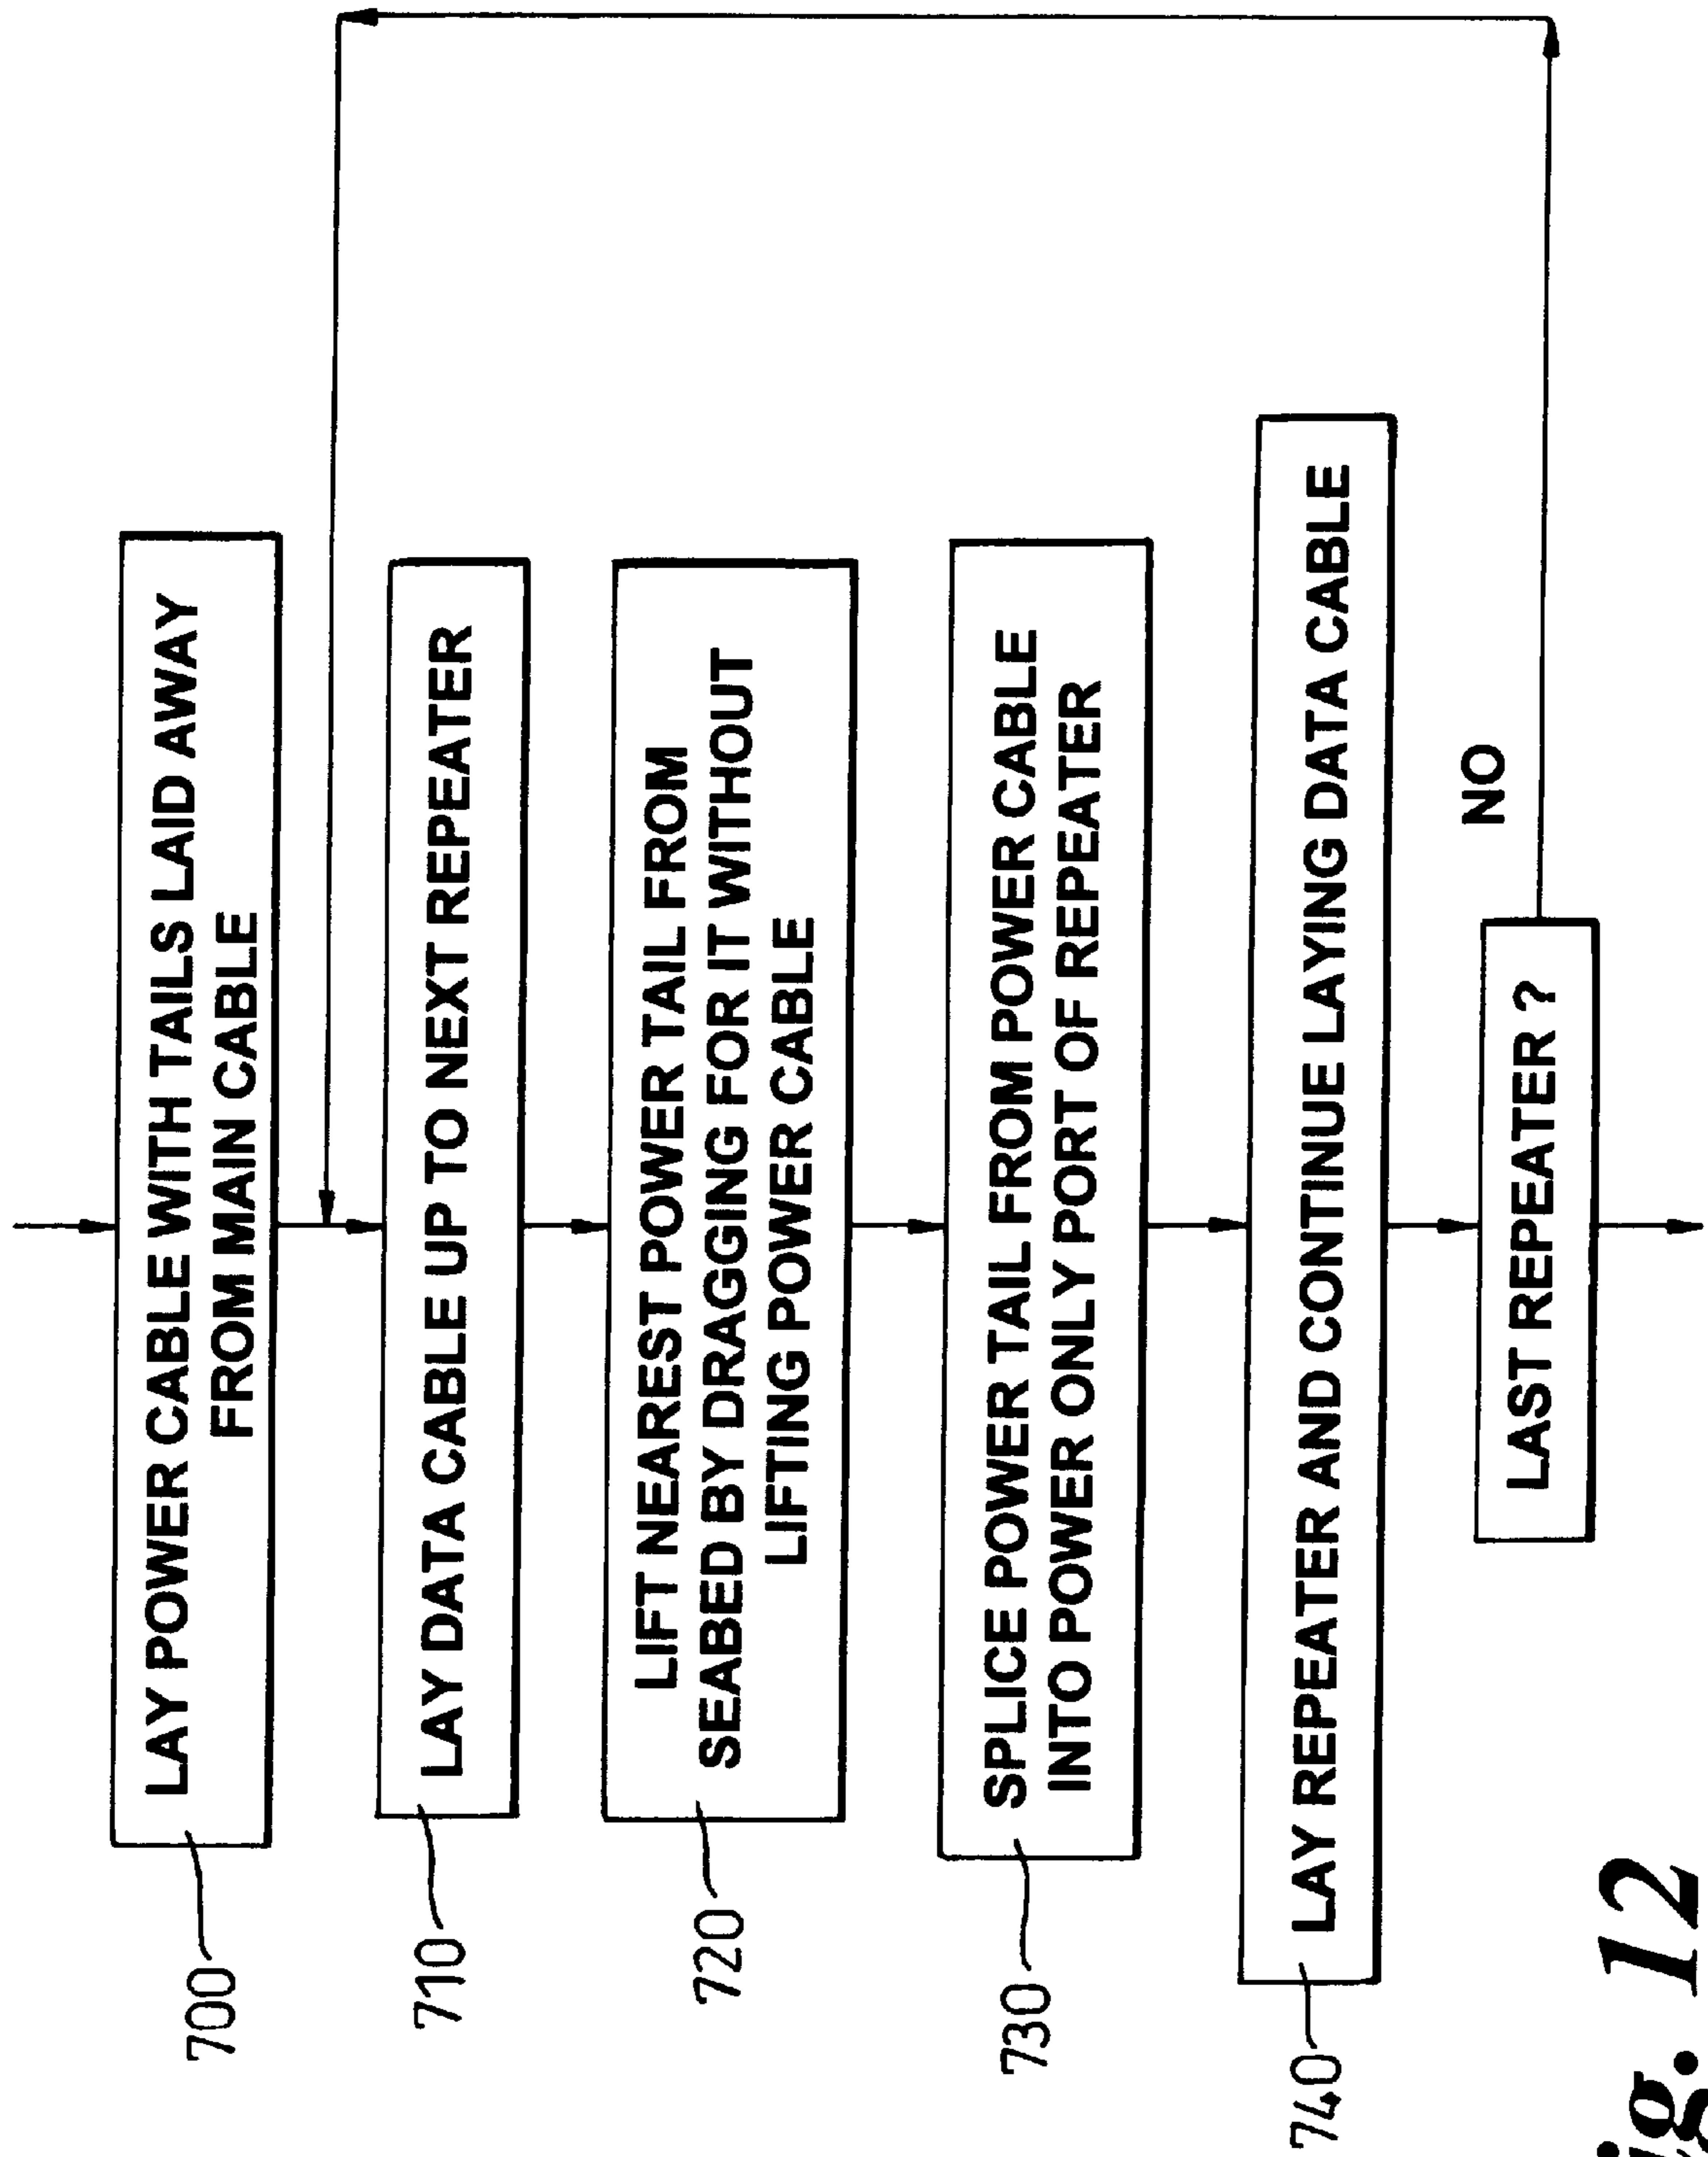 700
LAY POWER CABLE WITH TAILS LAID AWAY
FROM MAIN CABLE
710
LAY DATA CABLE UP TO NEXT REPEATER
720
LIFT NEAREST POWER TAIL FROM
SEABED BY DRAGGING FOR IT WITHOUT
LIFTING POWER CABLE
730
SPLICE POWER TAIL FROM POWER CABLE
INTO POWER ONLY PORT OF REPEATER
740
LAY REPEATER AND CONTINUE LAYING DATA CABLE
LAST REPEATER ?
NO
ig. 12